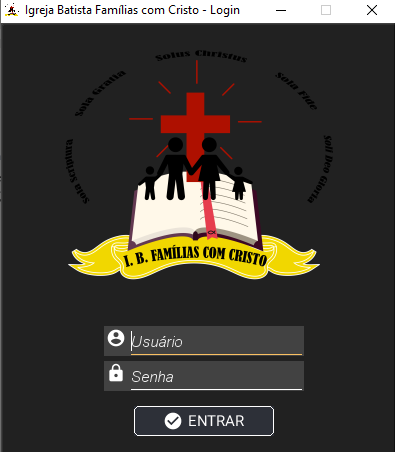 Igreja Batista Famílias com Cristo - Login
Solus Christus
Sola Gratia
Sola Fide
Sola Scriptura
Soli Deo Gloria
I. B. FAMÍLIAS COM CRISTO
Usuário
Senha
ENTRAR